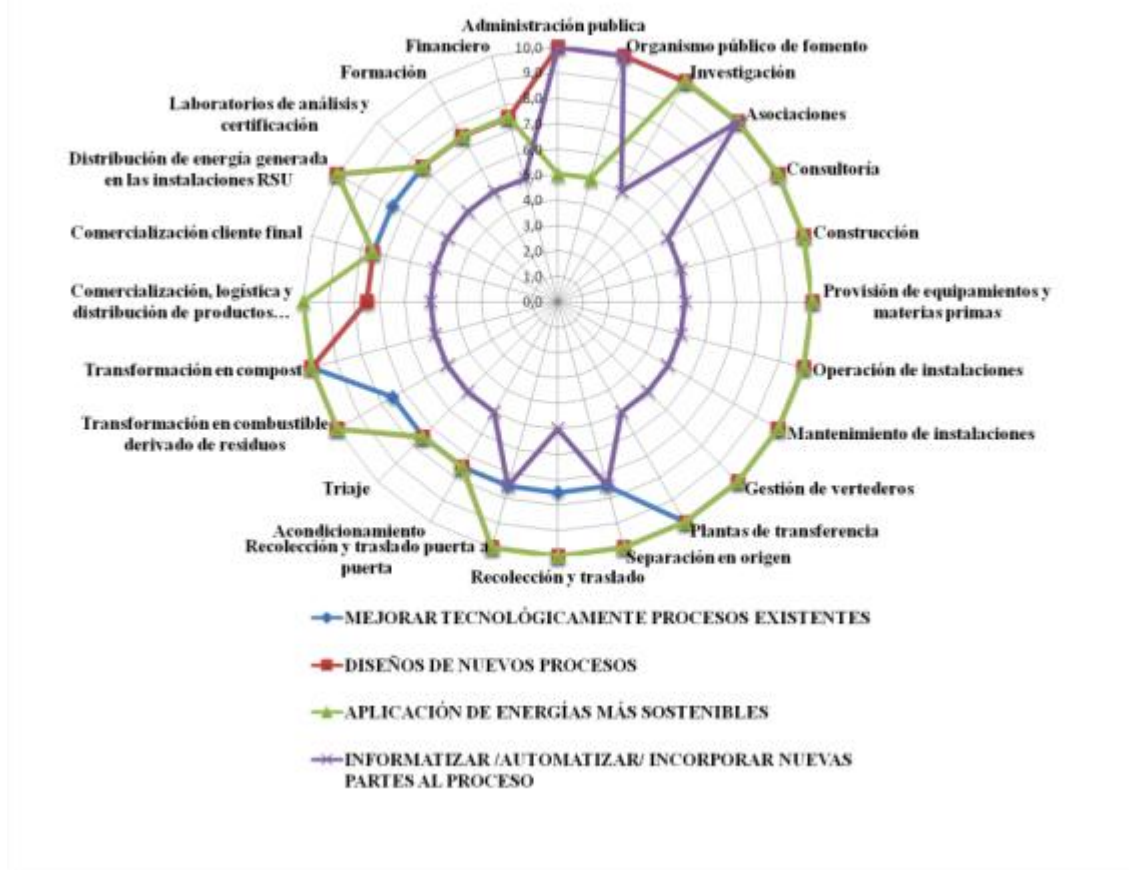 Administración publica
Financiero
Organismo público de fomento
Formación
Investigación
Laboratorios de análisis y
certificación
Asociaciones
Distribución de energía generada
en las instalaciones RSU
Consultoría
Comercialización cliente final
Construcción
Comercialización, logística y
distribución de productos…
Provisión de equipamientos y
materias primas
Transformación en compost
Operación de instalaciones
Transformación en combustible
derivado de residuos
Mantenimiento de instalaciones
Triaje
Gestión de vertederos
Acondicionamiento
Plantas de transferencia
Recolección y traslado puerta a
puerta
Separación en origen
Recolección y traslado
10,0
9,0
8,0
7,0
6,0
5,0
4,0
3,0
2,0
1,0
0,0
MEJORAR TECNOLÓGICAMENTE PROCESOS EXISTENTES
DISEÑOS DE NUEVOS PROCESOS
APLICACIÓN DE ENERGÍAS MÁS SOSTENIBLES
INFORMATIZAR /AUTOMATIZAR/ INCORPORAR NUEVAS
PARTES AL PROCESO